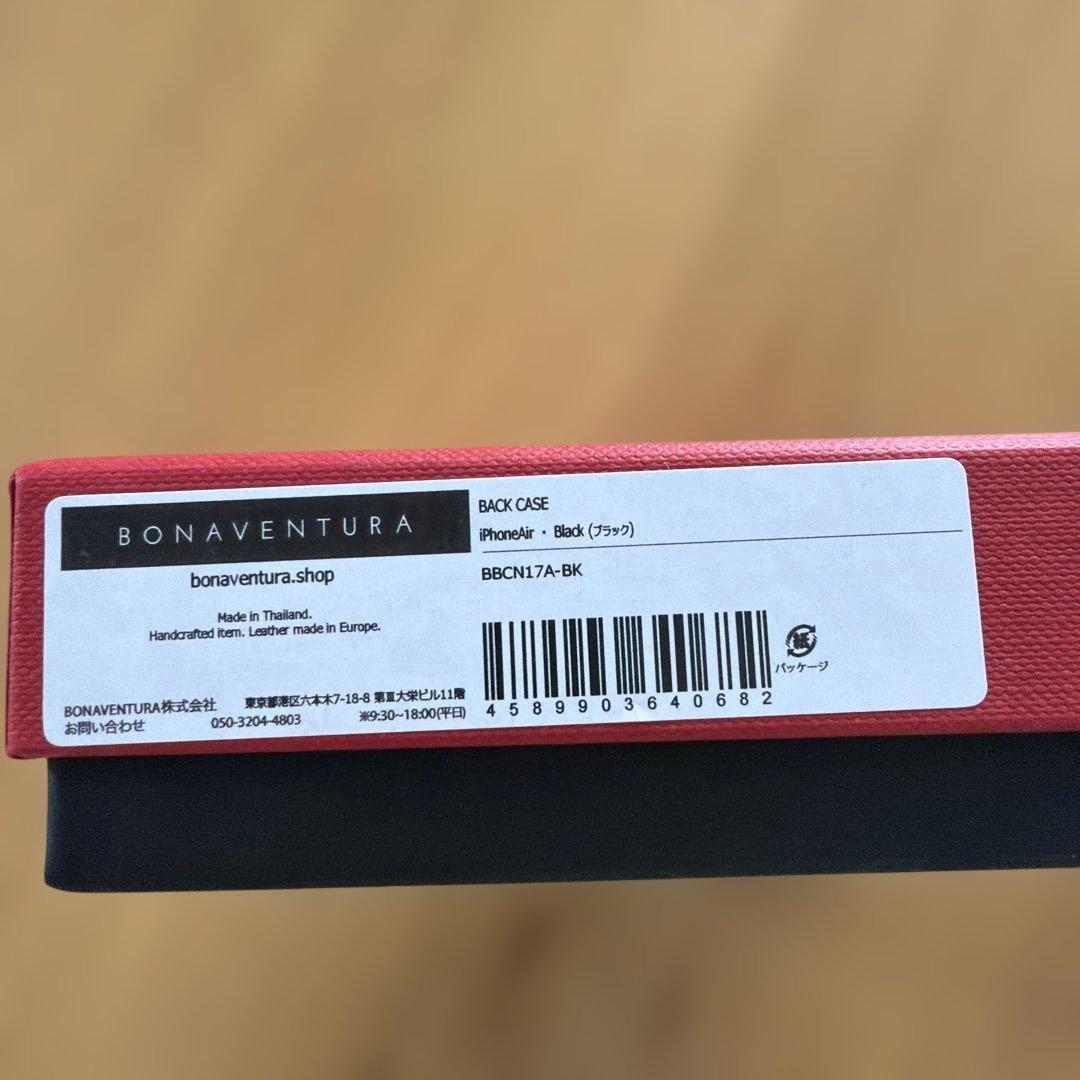 BONAVENTURA
bonaventura.shop
Made in Thailand.
Handcrafted item. Leather made in Europe.
BONAVENTURA株式会社 東京都港区六本木7-18-8 第Ⅲ大栄ビル11階
お問い合わせ 050-3204-4803 ※9:30~18:00(平日)
BACK CASE
iPhoneAir ・ Black (ブラック)
BBCN17A-BK
4589903640682
紙
パッケージ